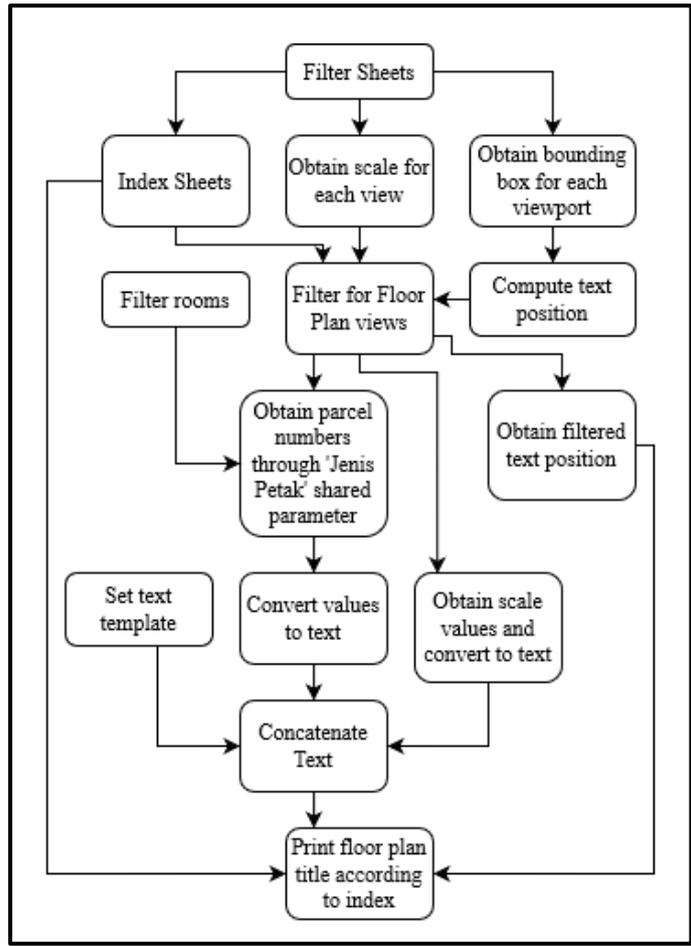 Filter Sheets
Index Sheets
Obtain scale for
each view
Obtain bounding
box for each
viewport
Filter rooms
Filter for Floor
Plan views
Compute text
position
Obtain parcel
numbers
through 'Jenis
Petak' shared
parameter
Obtain filtered
text position
Set text
template
Convert values
to text
Obtain scale
values and
convert to text
Concatenate
Text
Print floor plan
title according
to index